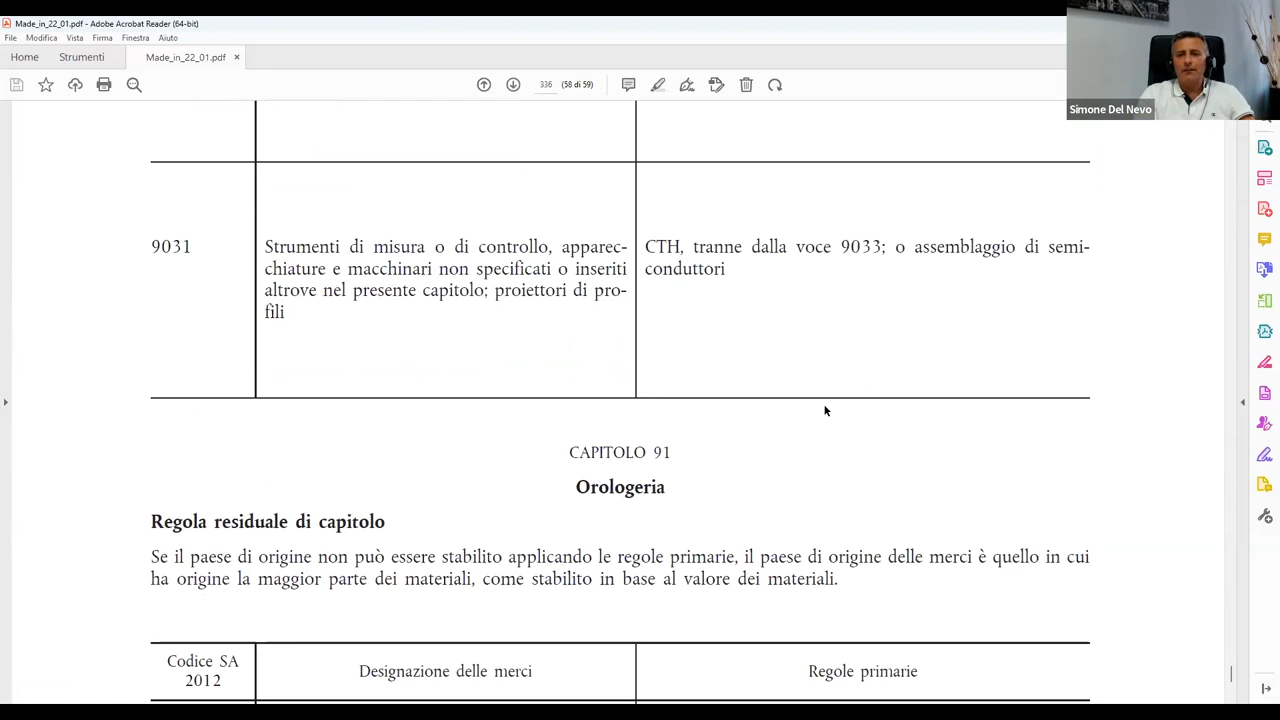 Made_in_22_01.pdf - Adobe Acrobat Reader (64-bit)
File Modifica Vista Firma Finestra Aiuto
Home Strumenti Made_in_22_01.pdf ×
336 (58 di 59)
Simone Del Nevo
9031
Strumenti di misura o di controllo, apparec-
chiature e macchinari non specificati o inseriti
altrove nel presente capitolo; proiettori di pro-
fili
CTH, tranne dalla voce 9033; o assemblaggio di semi-
conduttori
CAPITOLO 91
Orologeria
Regola residuale di capitolo
Se il paese di origine non può essere stabilito applicando le regole primarie, il paese di origine delle merci è quello in cui
ha origine la maggior parte dei materiali, come stabilito in base al valore dei materiali.
Codice SA
2012
Designazione delle merci
Regole primarie